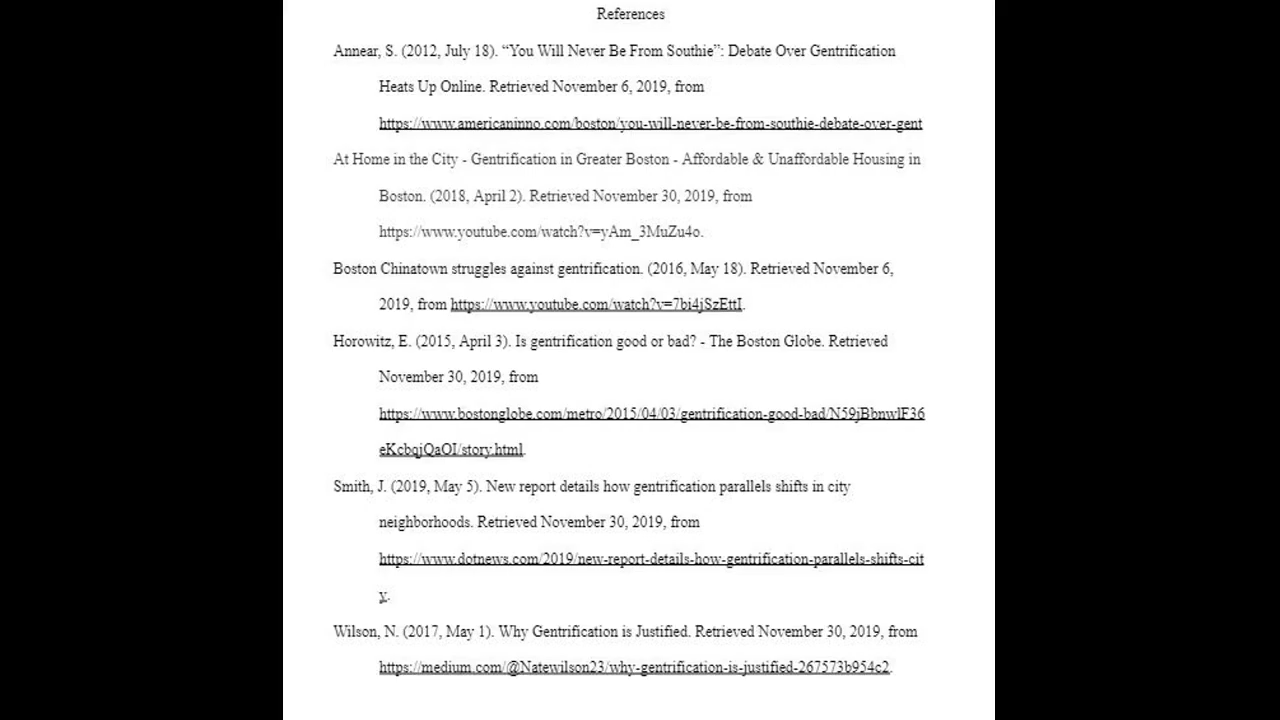 References
Annear, S. (2012, July 18). “You Will Never Be From Southie”: Debate Over Gentrification
Heats Up Online. Retrieved November 6, 2019, from
https://www.americaninno.com/boston/you-will-never-be-from-southie-debate-over-gent
At Home in the City - Gentrification in Greater Boston - Affordable & Unaffordable Housing in
Boston. (2018, April 2). Retrieved November 30, 2019, from
https://www.youtube.com/watch?v=yAm_3MuZu4o.
Boston Chinatown struggles against gentrification. (2016, May 18). Retrieved November 6,
2019, from https://www.youtube.com/watch?v=7bi4jSzEttI.
Horowitz, E. (2015, April 3). Is gentrification good or bad? - The Boston Globe. Retrieved
November 30, 2019, from
https://www.bostonglobe.com/metro/2015/04/03/gentrification-good-bad/N59jBbnwlF36
eKcbqjQaOI/story.html.
Smith, J. (2019, May 5). New report details how gentrification parallels shifts in city
neighborhoods. Retrieved November 30, 2019, from
https://www.dotnews.com/2019/new-report-details-how-gentrification-parallels-shifts-cit
y.
Wilson, N. (2017, May 1). Why Gentrification is Justified. Retrieved November 30, 2019, from
https://medium.com/@Natewilson23/why-gentrification-is-justified-267573b954c2.